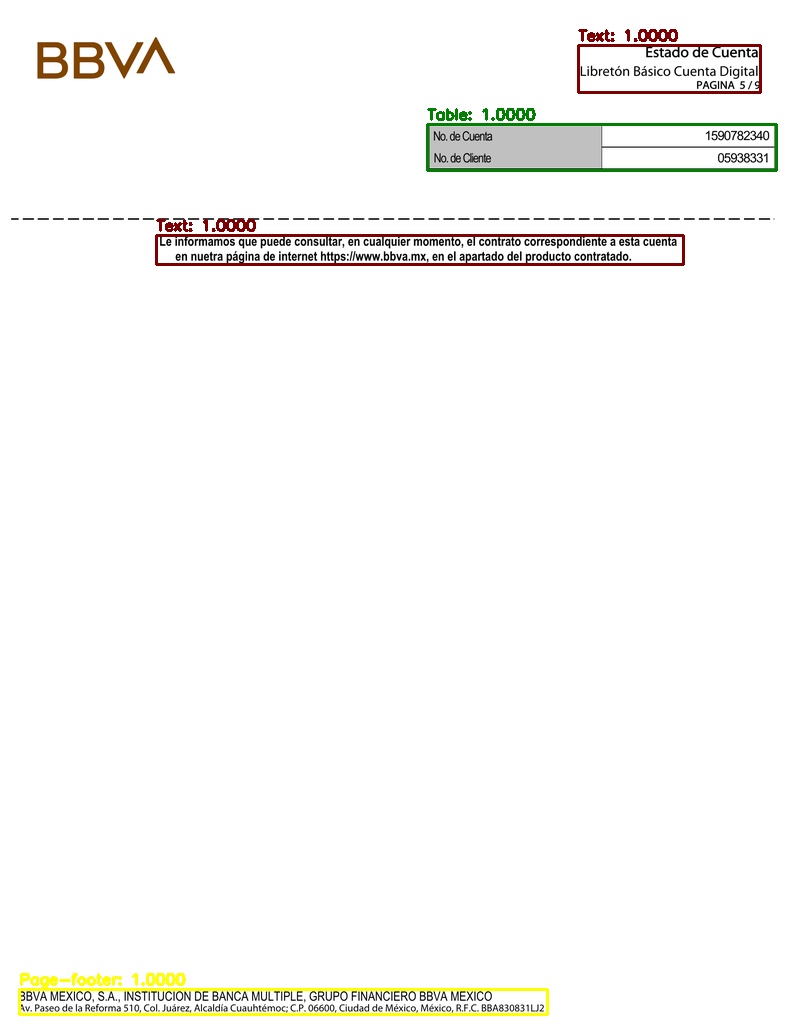 BBVA
Text: 1.0000
Estado de Cuenta
Libretón Básico Cuenta Digital
PAGINA 5 / 9
Table: 1.0000
No. de Cuenta 1590782340
No. de Cliente 05938331
Text: 1.0000
Le informamos que puede consultar, en cualquier momento, el contrato correspondiente a esta cuenta
en nuetra página de internet https://www.bbva.mx, en el apartado del producto contratado.
Page-footer: 1.0000
BBVA MEXICO, S.A., INSTITUCION DE BANCA MULTIPLE, GRUPO FINANCIERO BBVA MEXICO
Av. Paseo de la Reforma 510, Col. Juárez, Alcaldía Cuauhtémoc; C.P. 06600, Ciudad de México, México, R.F.C. BBA830831LJ2